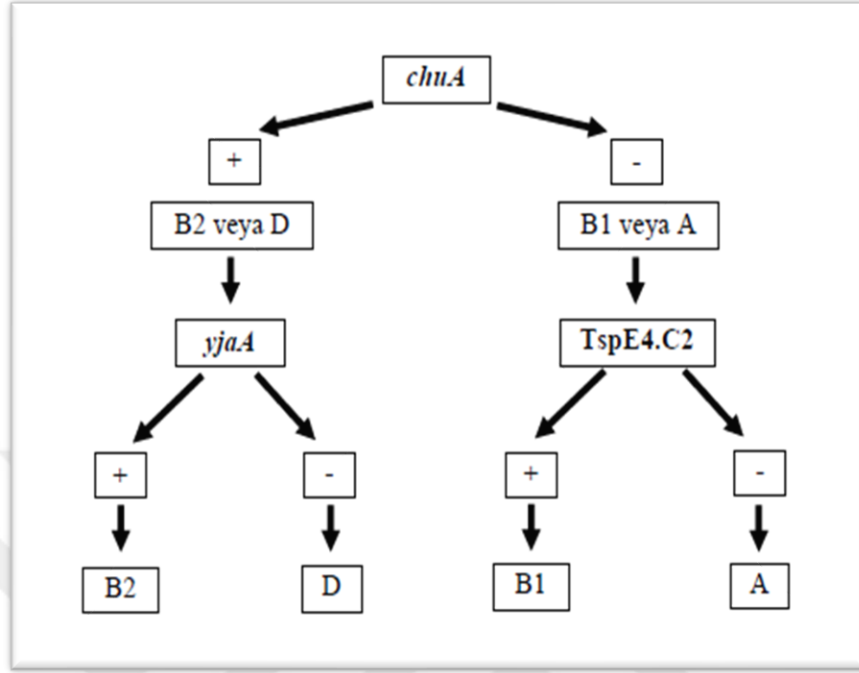 chuA
+
-
B2 veya D
B1 veya A
yjaA
TspE4.C2
+
-
+
-
B2
D
B1
A